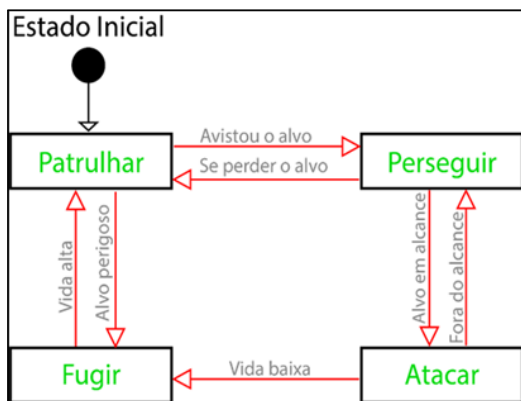 Estado Inicial
Avistou o alvo
Patrulhar
Perseguir
Se perder o alvo
Vida alta
Alvo perigoso
Alvo em alcance
Fora do alcance
Vida baixa
Fugir
Atacar